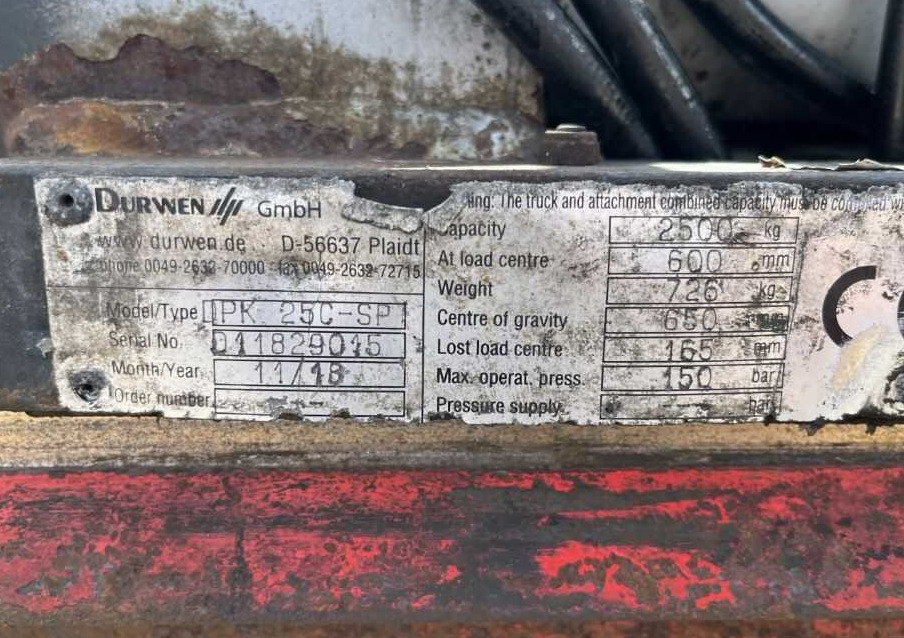 DURWEN GmbH
www.durwen.de D-56637 Plaidt
phone 0049-2632-70000 fax 0049-2632-72715
Model/Type PK 25C-SP
Serial No. D11829015
Month/Year 11/18
Order number
The truck and attachment combined capacity must be complied
apacity 2500 kg
At load centre 600 mm
Weight 726 kg
Centre of gravity 650
Lost load centre 165 mm
Max. operat. press. 150 bar
Pressure supply bar
C